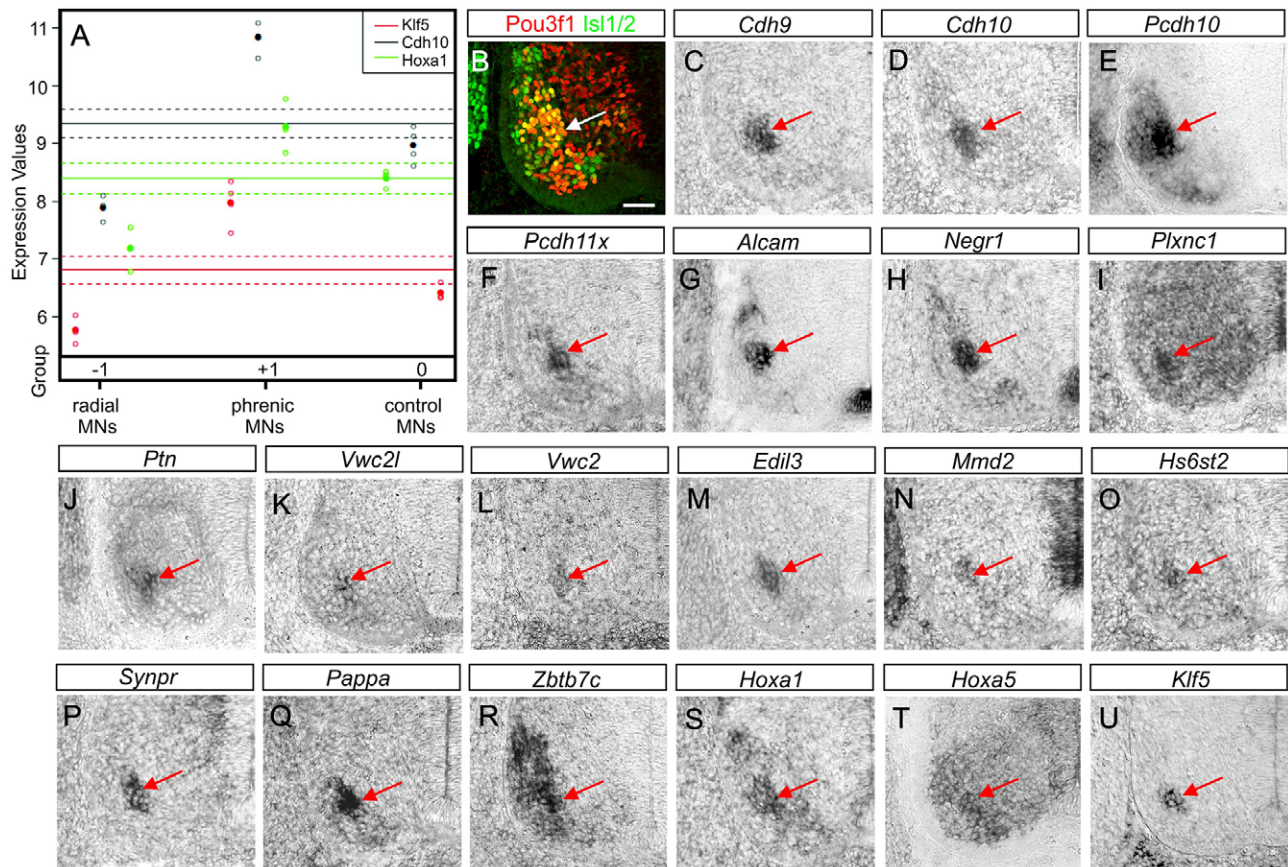 A
Klf5
Cdh10
Hoxa1
Expression Values
11
10
9
8
7
6
Group
-1
+1
0
radial
MNs
phrenic
MNs
control
MNs
Pou3f1 Isl1/2
B
Cdh9
C
Cdh10
D
Pcdh10
E
Pcdh11x
F
Alcam
G
Negr1
H
Plxnc1
I
Ptn
J
Vwc2l
K
Vwc2
L
Edil3
M
Mmd2
N
Hs6st2
O
Synpr
P
Pappa
Q
Zbtb7c
R
Hoxa1
S
Hoxa5
T
Klf5
U